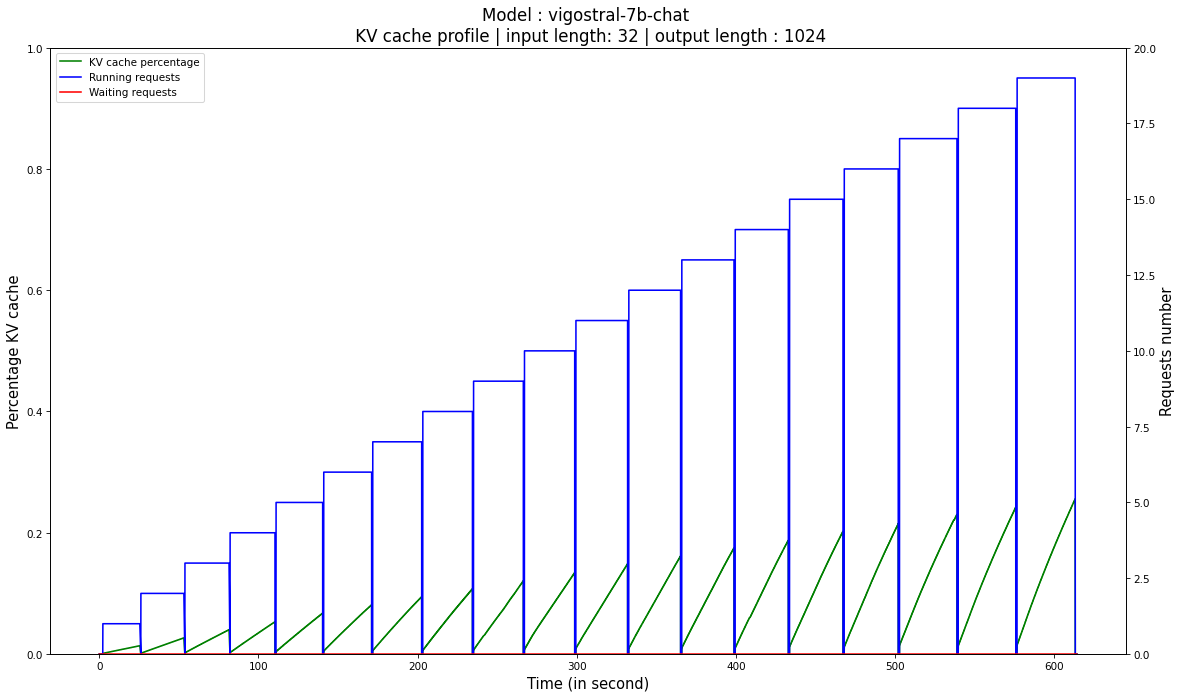 Model : vigostral-7b-chat
KV cache profile | input length: 32 | output length : 1024
KV cache percentage
Running requests
Waiting requests
Percentage KV cache
1.0
0.8
0.6
0.4
0.2
0.0
20.0
17.5
15.0
12.5
10.0
7.5
5.0
2.5
0.0
Requests number
0
100
200
300
400
500
600
Time (in second)